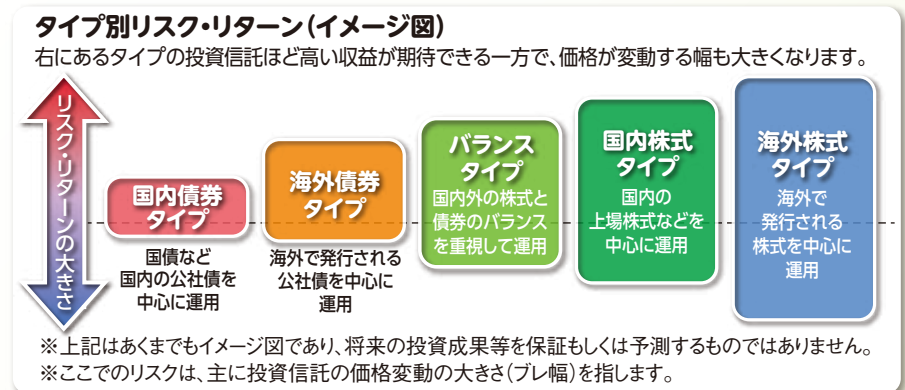 タイプ別リスク・リターン(イメージ図)
右にあるタイプの投資信託ほど高い収益が期待できる一方で、価格が変動する幅も大きくなります。
リスク・リターンの大きさ
国内債券
タイプ
国債など
国内の公社債を
中心に運用
海外債券
タイプ
海外で発行される
公社債を中心に
運用
バランス
タイプ
国内外の株式と
債券のバランス
を重視して運用
国内株式
タイプ
国内の
上場株式などを
中心に運用
海外株式
タイプ
海外で
発行される
株式を中心に
運用
※上記はあくまでもイメージ図であり、将来の投資成果等を保証もしくは予測するものではありません。
※ここでのリスクは、主に投資信託の価格変動の大きさ(ブレ幅)を指します。